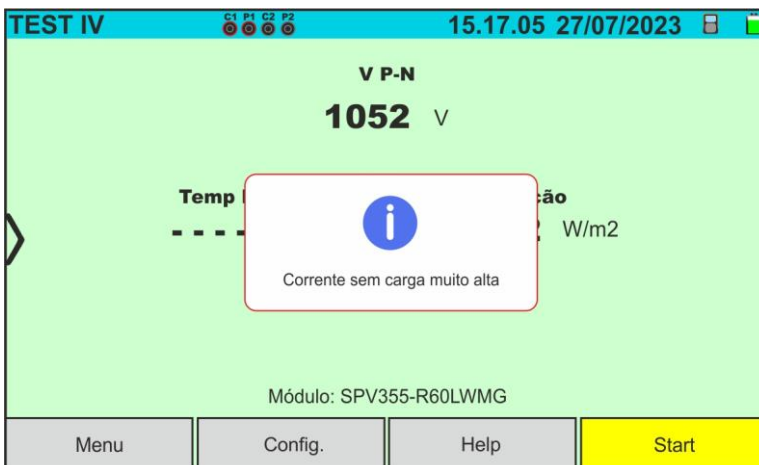 TEST IV C1 P1 C2 P2 15.17.05 27/07/2023
V P-N
1052 V
Temp ção
- - - - W/m2
Corrente sem carga muito alta
Módulo: SPV355-R60LWMG
Menu Config. Help Start